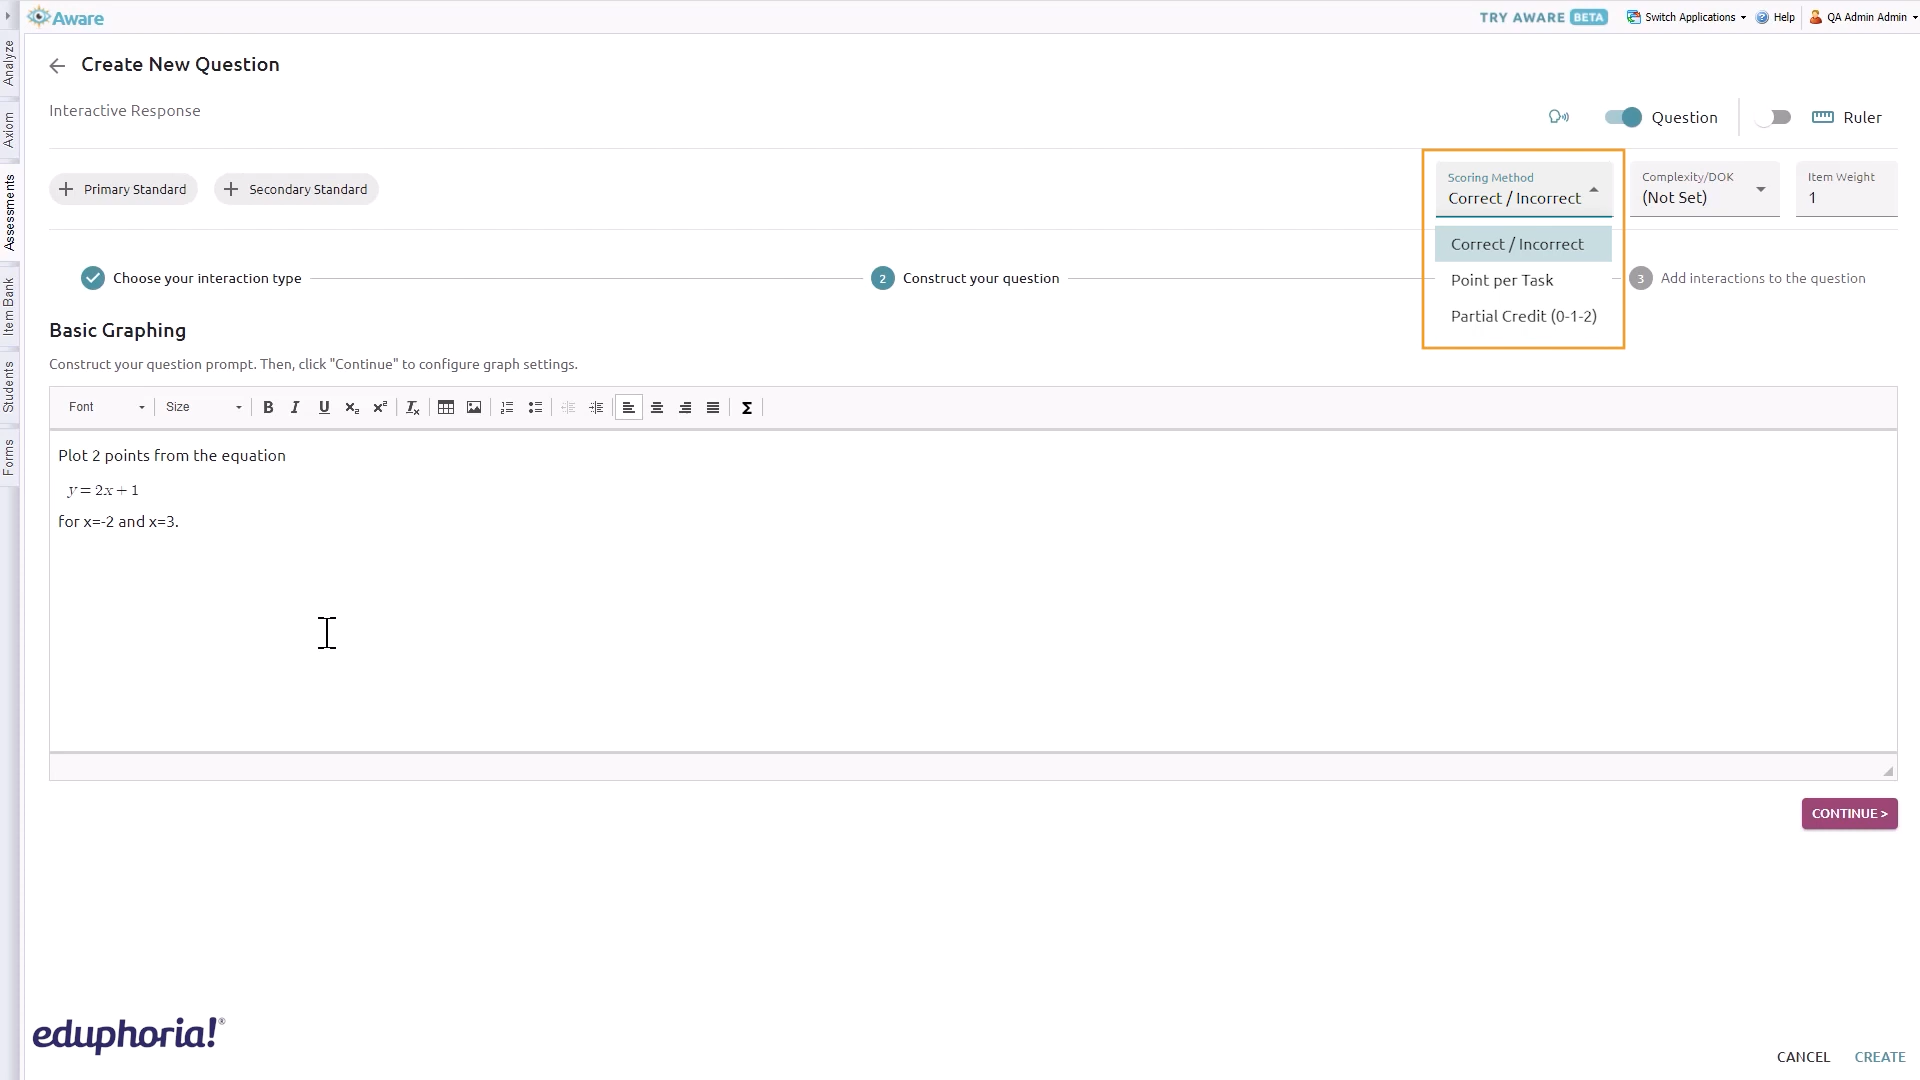 Aware
TRY AWARE BETA
Switch Applications
Help
QA Admin Admin
Analyze
Axiom
Assessments
Item Bank
Students
Forms
Create New Question
Interactive Response
Question
Ruler
Primary Standard
Secondary Standard
Scoring Method
Correct / Incorrect
Complexity/DOK
(Not Set)
Item Weight
1
Correct / Incorrect
Point per Task
Partial Credit (0-1-2)
Choose your interaction type
2 Construct your question
3 Add interactions to the question
Basic Graphing
Construct your question prompt. Then, click "Continue" to configure graph settings.
Font
Size
B I U x₂ x² Tx Σ
Plot 2 points from the equation
y = 2x + 1
for x=-2 and x=3.
CONTINUE >
eduphoria!®
CANCEL
CREATE